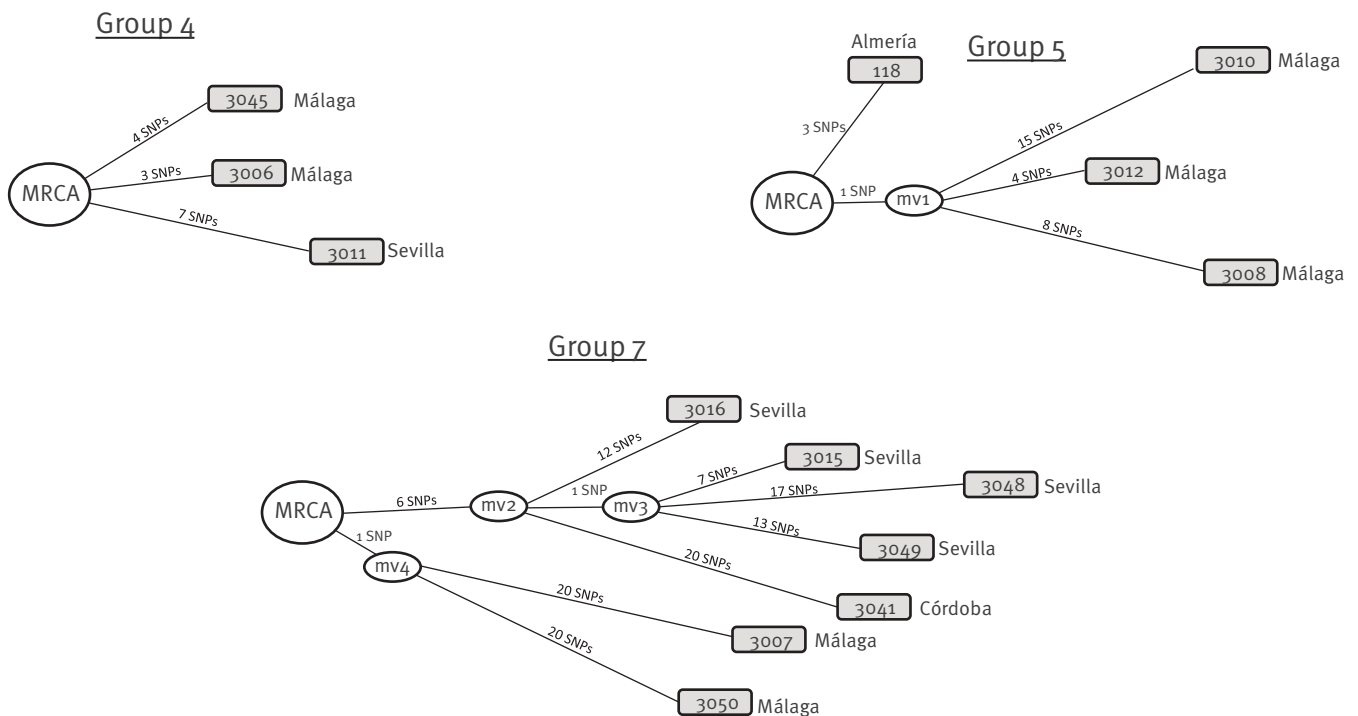 Group 4
3045 Málaga
4 SNPs
3 SNPs
3006 Málaga
MRCA
7 SNPs
3011 Sevilla
Group 5
Almería
118
3010 Málaga
3 SNPs
15 SNPs
4 SNPs
3012 Málaga
MRCA
1 SNP
mv1
8 SNPs
3008 Málaga
Group 7
3016 Sevilla
12 SNPs
3015 Sevilla
7 SNPs
1 SNP
17 SNPs
3048 Sevilla
MRCA
6 SNPs
mv2
mv3
13 SNPs
3049 Sevilla
1 SNP
mv4
20 SNPs
3041 Córdoba
20 SNPs
3007 Málaga
20 SNPs
3050 Málaga